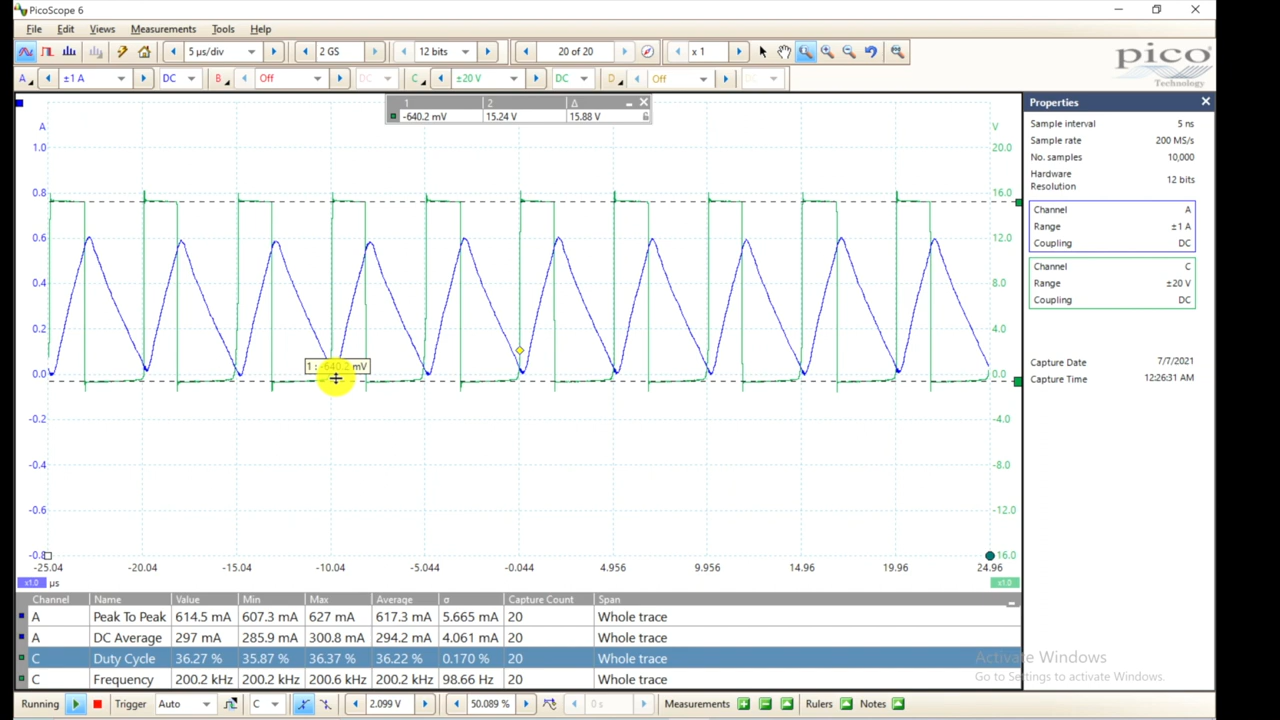 PicoScope 6
File Edit Views Measurements Tools Help
5 µs/div 2 GS 12 bits 20 of 20 x 1
pico
Technology
A ±1 A DC B Off DC C ±20 V DC D Off DC
1 2 Δ
-640.2 mV 15.24 V 15.88 V
A V
1.0 20.0
0.8 16.0
0.6 12.0
0.4 8.0
0.2 4.0
1 : -640.2 mV
0.0 0.0
-0.2 -4.0
-0.4 -8.0
-0.6 -12.0
-0.8 16.0
-25.04 -20.04 -15.04 -10.04 -5.044 -0.044 4.956 9.956 14.96 19.96 24.96
x1.0 µs x1.0
Properties
Sample interval 5 ns
Sample rate 200 MS/s
No. samples 10,000
Hardware
Resolution 12 bits
Channel A
Range ±1 A
Coupling DC
Channel C
Range ±20 V
Coupling DC
Capture Date 7/7/2021
Capture Time 12:26:31 AM
Channel Name Value Min Max Average σ Capture Count Span
A Peak To Peak 614.5 mA 607.3 mA 627 mA 617.3 mA 5.665 mA 20 Whole trace
A DC Average 297 mA 285.9 mA 300.8 mA 294.2 mA 4.061 mA 20 Whole trace
C Duty Cycle 36.27 % 35.87 % 36.37 % 36.22 % 0.170 % 20 Whole trace
C Frequency 200.2 kHz 200.2 kHz 200.6 kHz 200.2 kHz 98.66 Hz 20 Whole trace
Activate Windows
Go to Settings to activate Windows.
Running Trigger Auto C 2.099 V 50.089 % 0 s Measurements Rulers Notes